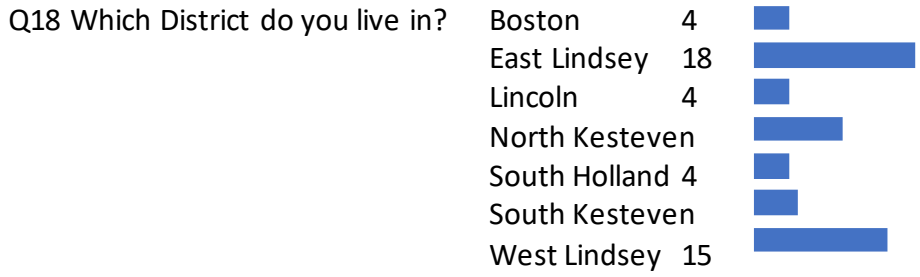 Q18 Which District do you live in? Boston 4
East Lindsey 18
Lincoln 4
North Kesteven
South Holland 4
South Kesteven
West Lindsey 15